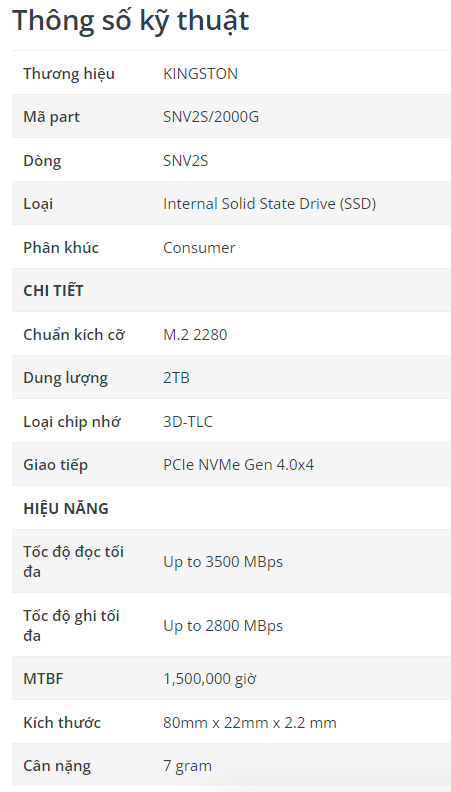 Thông số kỹ thuật
Thương hiệu KINGSTON
Mã part SNV2S/2000G
Dòng SNV2S
Loại Internal Solid State Drive (SSD)
Phân khúc Consumer
CHI TIẾT
Chuẩn kích cỡ M.2 2280
Dung lượng 2TB
Loại chip nhớ 3D-TLC
Giao tiếp PCIe NVMe Gen 4.0x4
HIỆU NĂNG
Tốc độ đọc tối
đa
Up to 3500 MBps
Tốc độ ghi tối
đa
Up to 2800 MBps
MTBF 1,500,000 giờ
Kích thước 80mm x 22mm x 2.2 mm
Cân nặng 7 gram